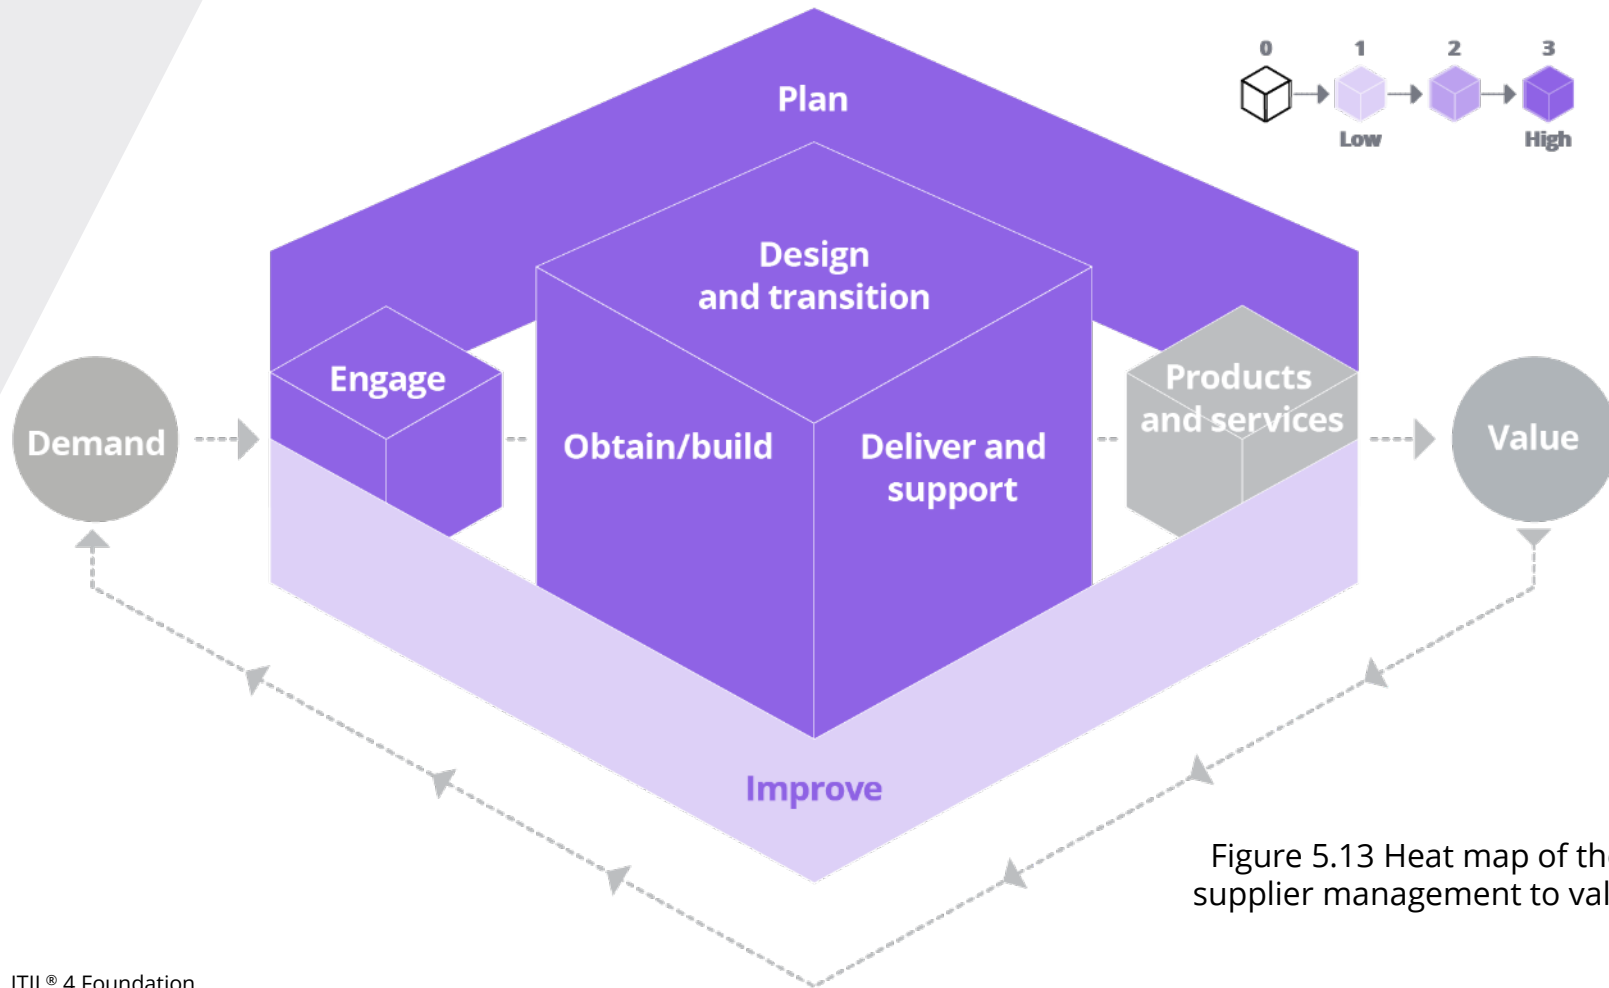 0 1 2 3
Low High
Plan
Design
and transition
Engage
Products
and services
Demand
Obtain/build
Deliver and
support
Value
Improve
Figure 5.13 Heat map of the
supplier management to val
ITIL® 4 Foundation